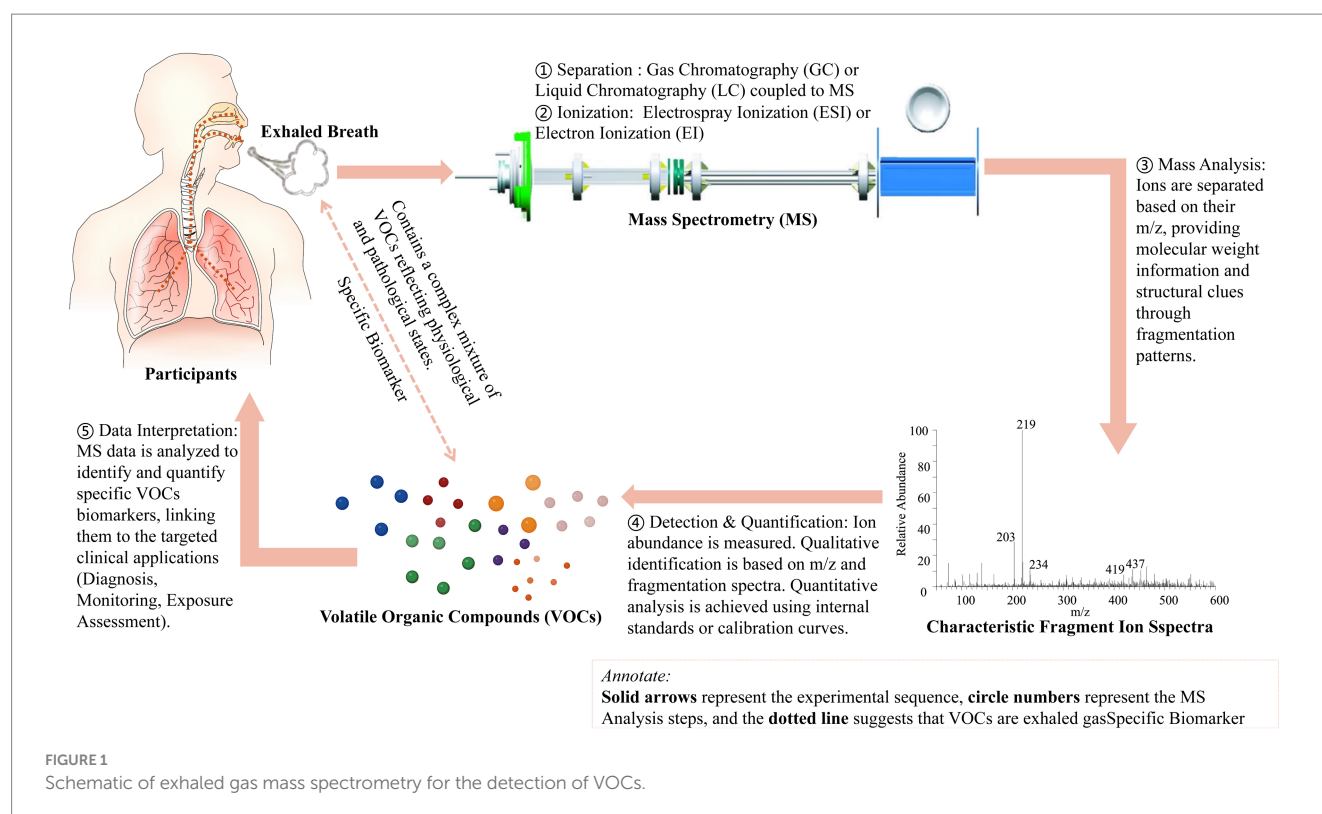 ① Separation : Gas Chromatography (GC) or
Liquid Chromatography (LC) coupled to MS
② Ionization: Electrospray Ionization (ESI) or
Electron Ionization (EI)
Exhaled Breath
Mass Spectrometry (MS)
③ Mass Analysis:
Ions are separated
based on their
m/z, providing
molecular weight
information and
structural clues
through
fragmentation
patterns.
Contains a complex mixture of
VOCs reflecting physiological
and pathological states.
Specific Biomarker
Participants
⑤ Data Interpretation:
MS data is analyzed to
identify and quantify
specific VOCs
biomarkers, linking
them to the targeted
clinical applications
(Diagnosis,
Monitoring, Exposure
Assessment).
Volatile Organic Compounds (VOCs)
④ Detection & Quantification: Ion
abundance is measured. Qualitative
identification is based on m/z and
fragmentation spectra. Quantitative
analysis is achieved using internal
standards or calibration curves.
Relative Abundance
100
80
60
40
20
0
219
203
234
419
437
100 200 300 400 500 600
m/z
Characteristic Fragment Ion Sspectra
Annotate:
Solid arrows represent the experimental sequence, circle numbers represent the MS
Analysis steps, and the dotted line suggests that VOCs are exhaled gasSpecific Biomarker
FIGURE 1
Schematic of exhaled gas mass spectrometry for the detection of VOCs.